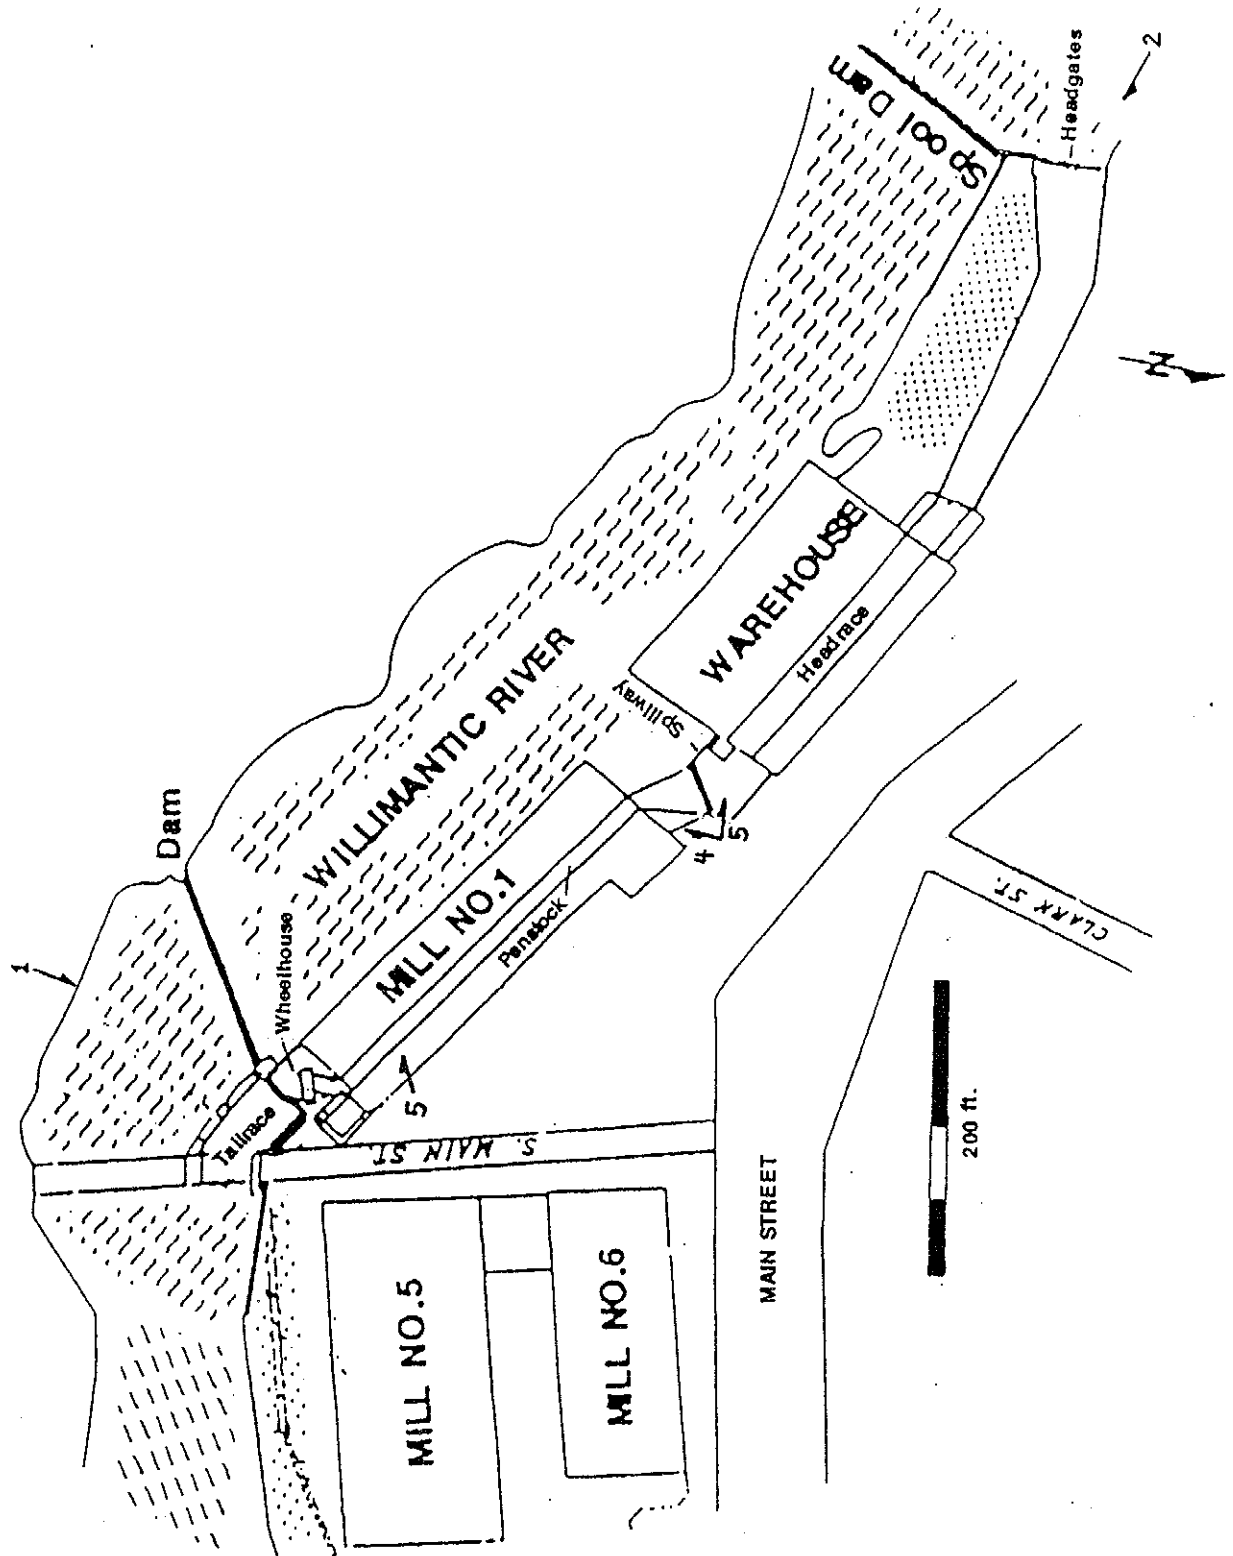 2
Headgates
Spool Dam
N
WAREHOUSE
Headrace
Spillway
WILLIMANTIC RIVER
Dam
1
MILL NO.1
Penstock
Wheelhouse
Tailrace
4
5
5
S. MAIN ST.
CLARK ST.
MAIN STREET
200 ft.
MILL NO.5
MILL NO.6